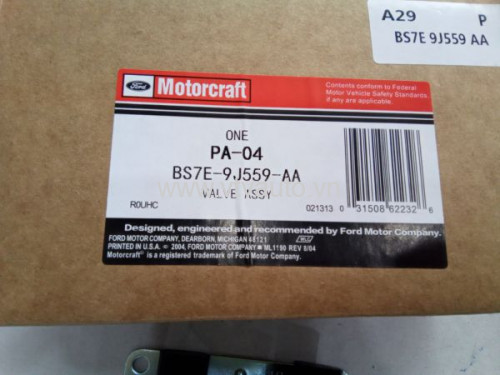 A29 P
BS7E 9J559 AA
Ford Motorcraft
Contents conform to Federal
Motor Vehicle Safety Standards,
if any are applicable.
ONE
PA-04
BS7E-9J559-AA
VALVE ASSY
R0UHC
021313 0 31508 62232 6
Designed, engineered and recommended by Ford Motor Company.
FORD MOTOR COMPANY, DEARBORN, MICHIGAN 48121
PRINTED IN U.S.A. © 2004, FORD MOTOR COMPANY ML1190 REV 8/04
Motorcraft® is a registered trademark of Ford Motor Company.